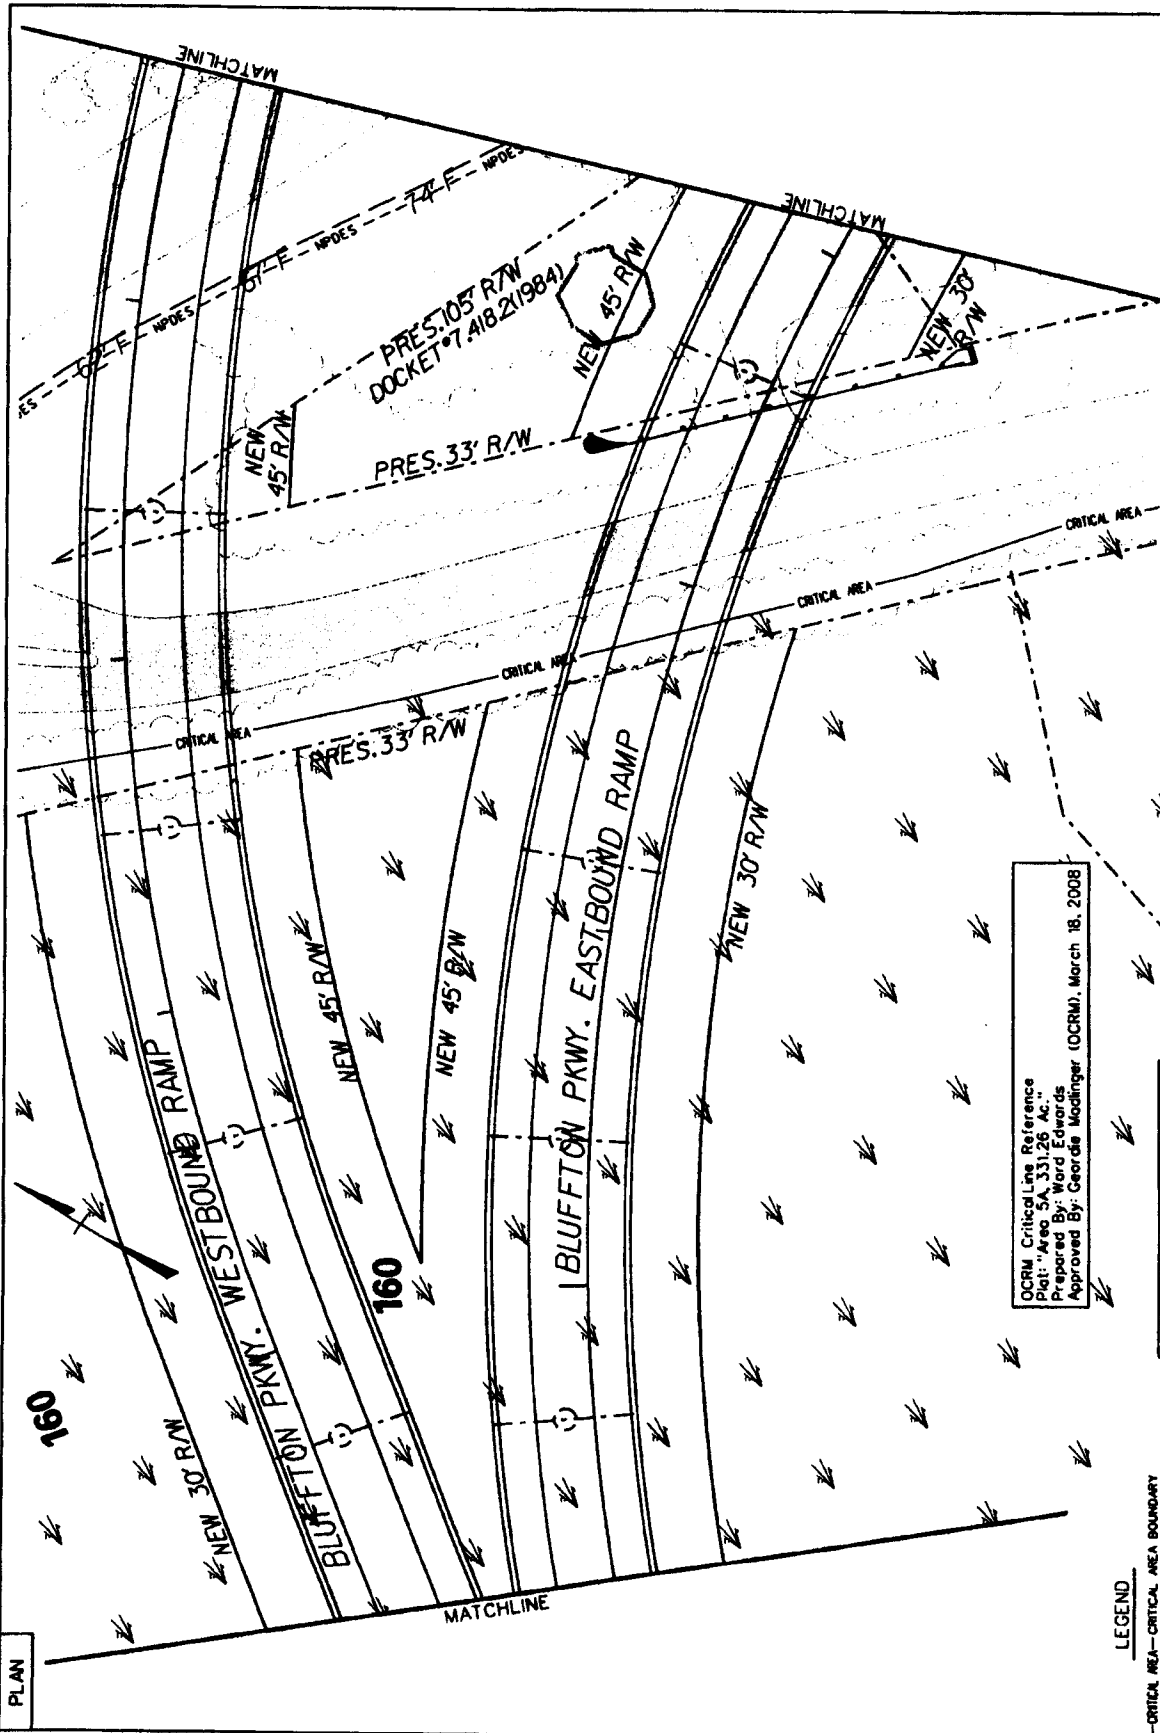 PLAN
MATCHLINE
MATCHLINE
MATCHLINE
62' F
NPDES
67' F
NPDES
74' F
NPDES
PRES. 105' R/W
DOCKET #7.418.2(1984)
NEW
45' R/W
NEW 45' R/W
NEW 30'
R/W
PRES. 33' R/W
CRITICAL AREA
CRITICAL AREA
CRITICAL AREA
CRITICAL AREA
PRES. 33' R/W
NEW 45' R/W
NEW 45' R/W
NEW 30' R/W
NEW 30' R/W
BLUFFTON PKWY. WESTBOUND RAMP
BLUFFTON PKWY. EASTBOUND RAMP
160
160
OCRM Critical Line Reference
Plat: "Area 5A, 331.26 Ac."
Prepared By: Ward Edwards
Approved By: Geordie Madlinger (OCRM), March 18, 2008
LEGEND
CRITICAL AREA — CRITICAL AREA BOUNDARY